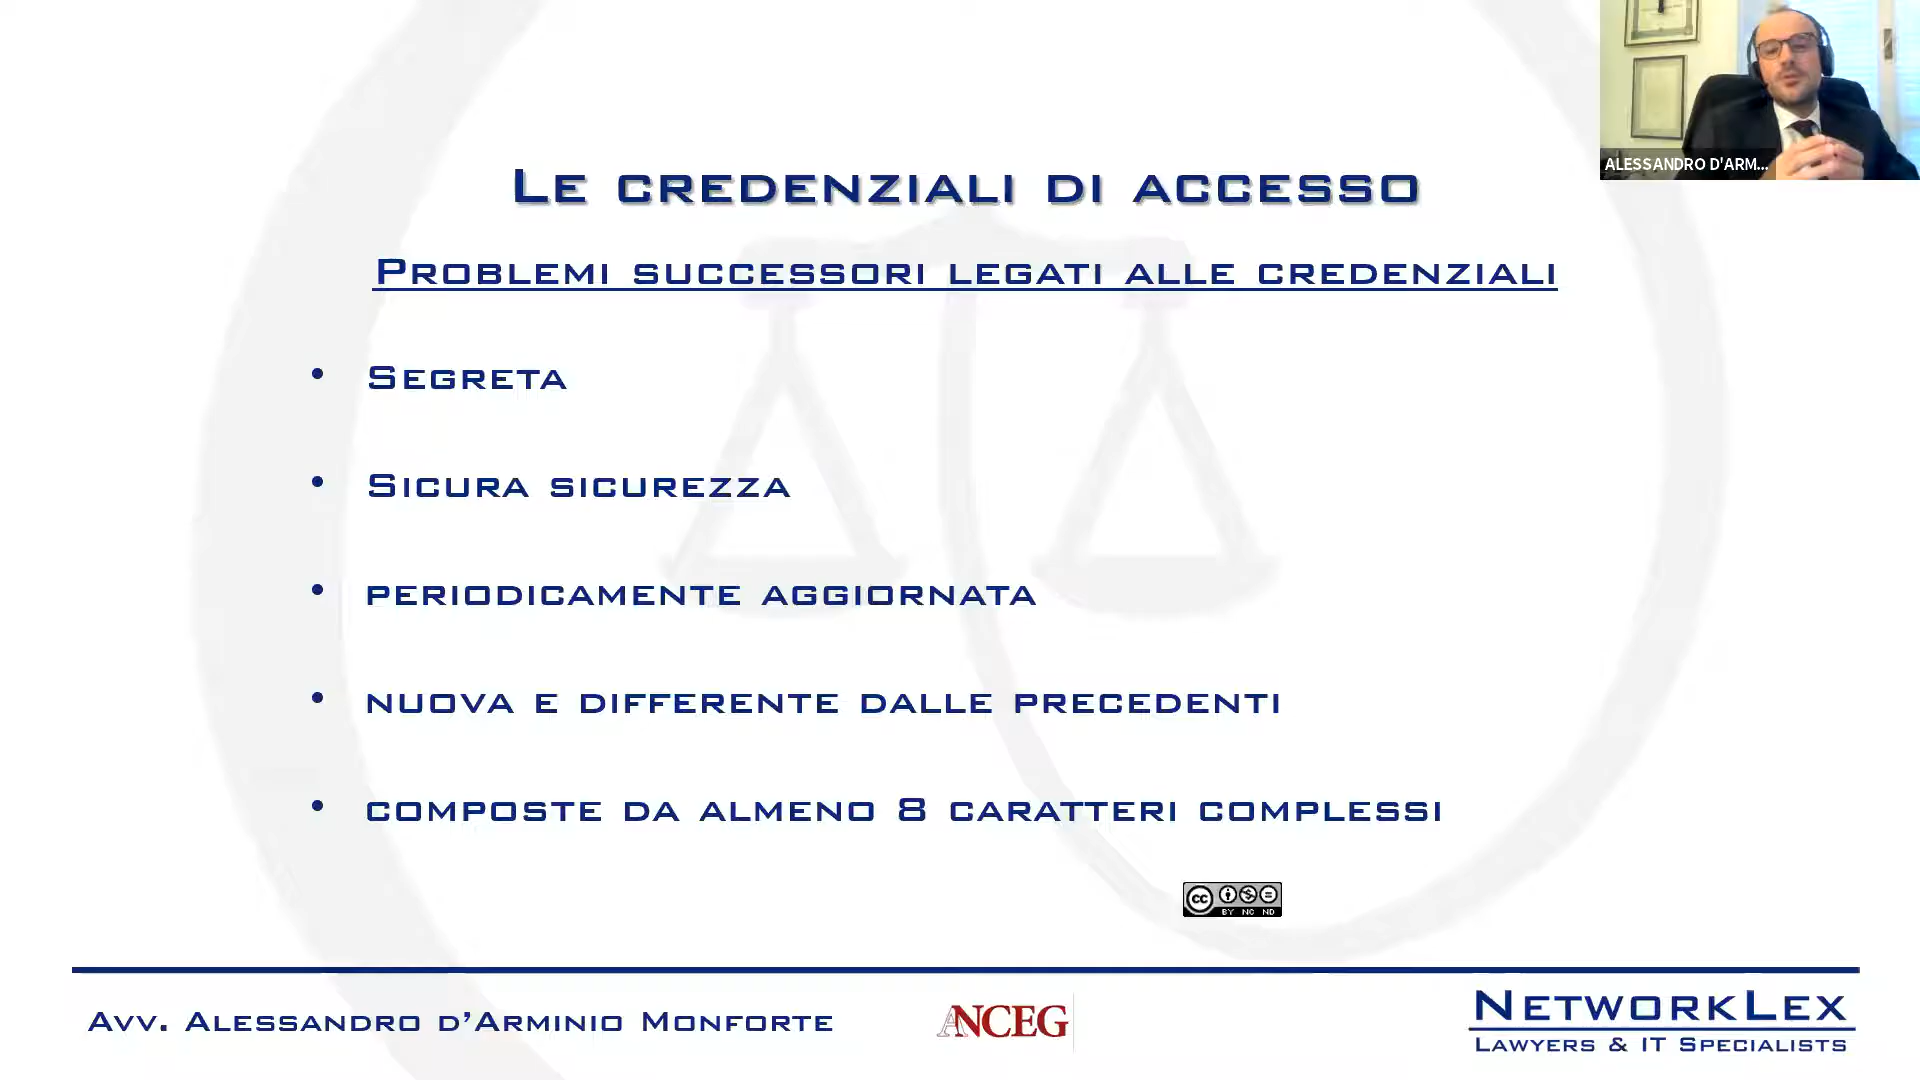 ALESSANDRO D'ARM...
Le credenziali di accesso
Problemi successori legati alle credenziali
• Segreta
• Sicura sicurezza
• periodicamente aggiornata
• nuova e differente dalle precedenti
• composte da almeno 8 caratteri complessi
cc BY NC ND
Avv. Alessandro d’Arminio Monforte
ANCEG
NetworkLex
Lawyers & IT Specialists